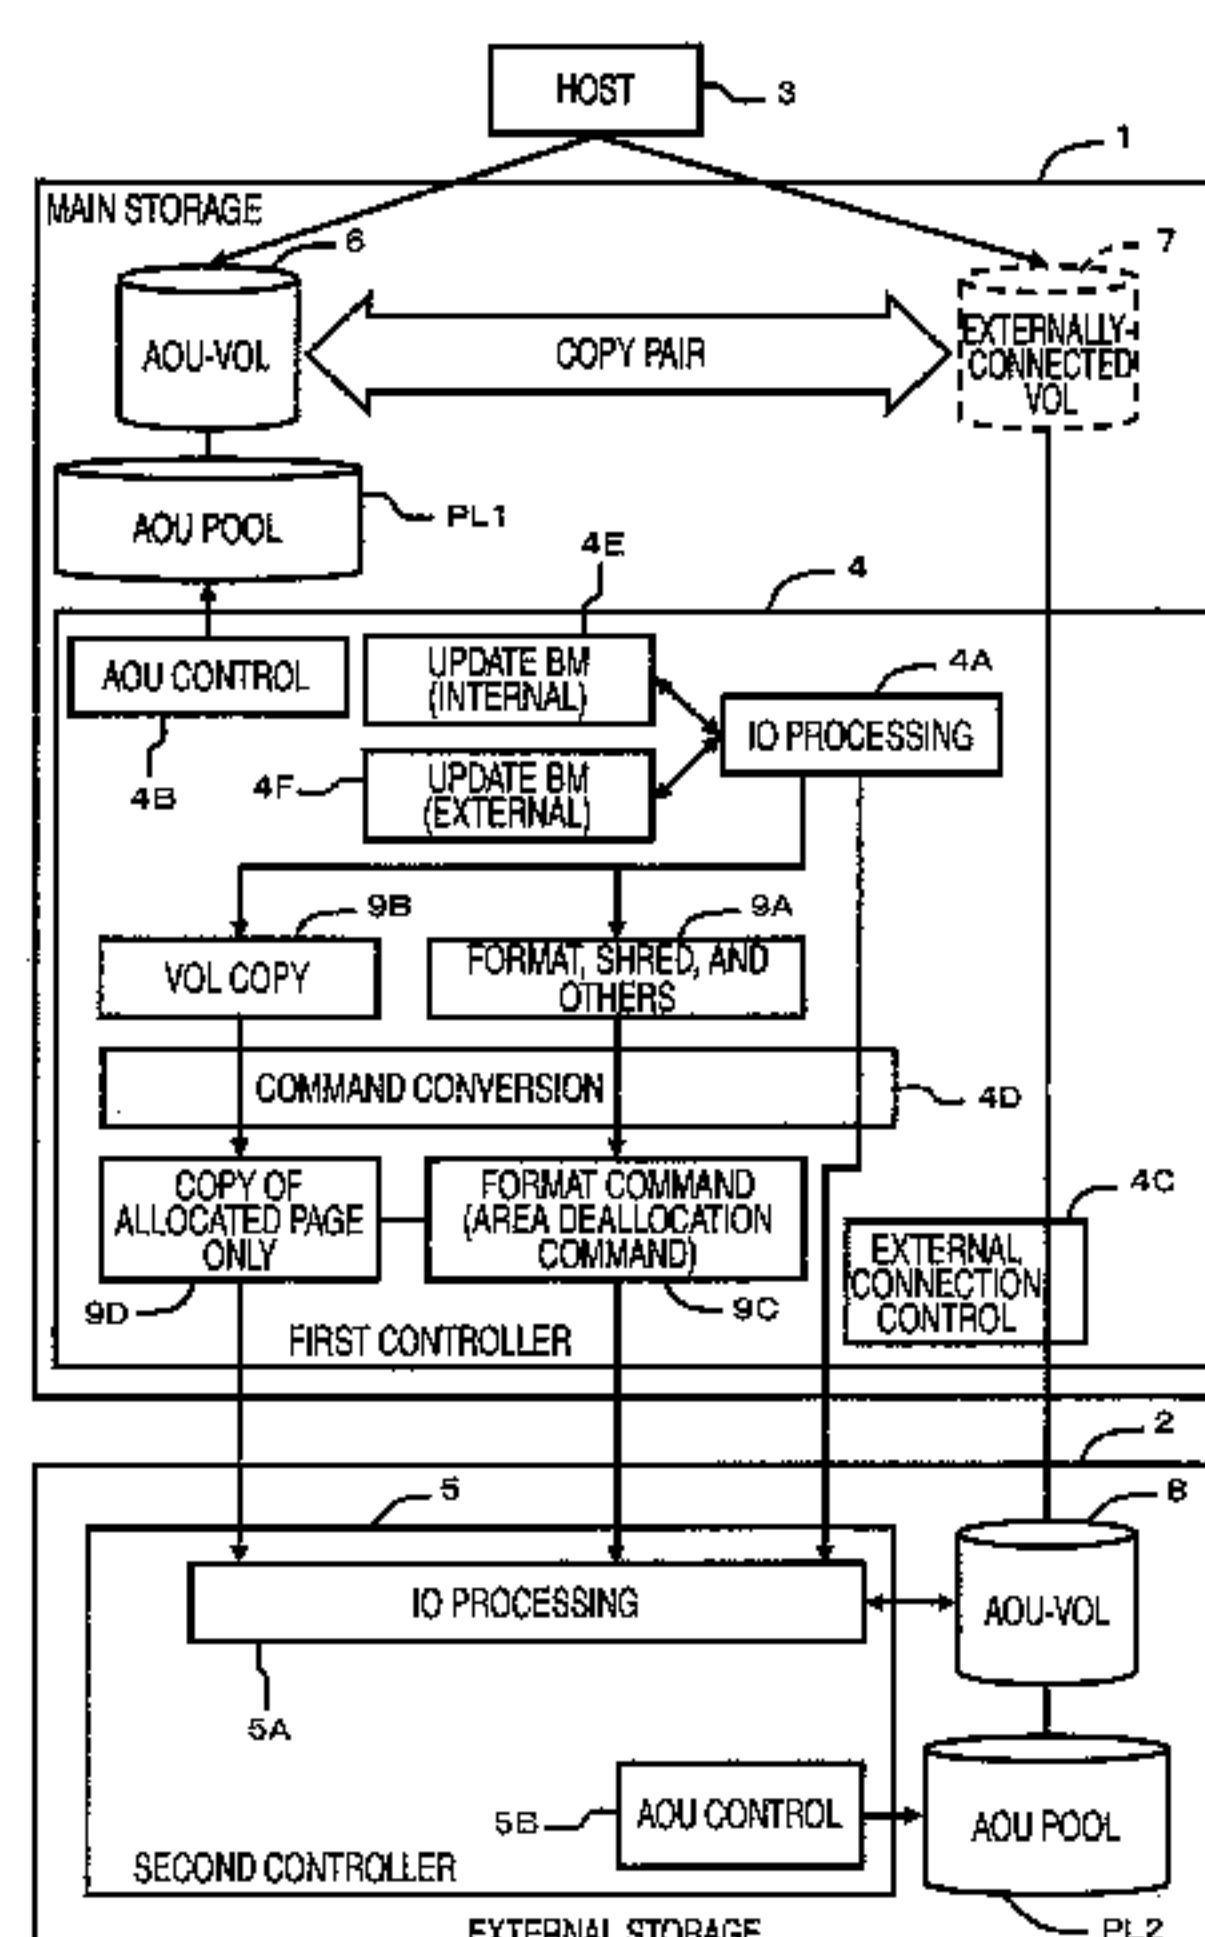 HOST
3
1
MAIN STORAGE
6
7
AOU-VOL
COPY PAIR
EXTERNALLY-
CONNECTED
VOL
AOU POOL
PL1
4E
4
AOU CONTROL
UPDATE BM
(INTERNAL)
4A
IO PROCESSING
4B
4F
UPDATE BM
(EXTERNAL)
9B
9A
VOL COPY
FORMAT, SHRED, AND
OTHERS
COMMAND CONVERSION
4D
COPY OF
ALLOCATED PAGE
ONLY
FORMAT COMMAND
(AREA DEALLOCATION
COMMAND)
4C
EXTERNAL
CONNECTION
CONTROL
9D
9C
FIRST CONTROLLER
2
5
8
IO PROCESSING
AOU-VOL
5A
5B
AOU CONTROL
AOU POOL
SECOND CONTROLLER
EXTERNAL STORAGE
PL2